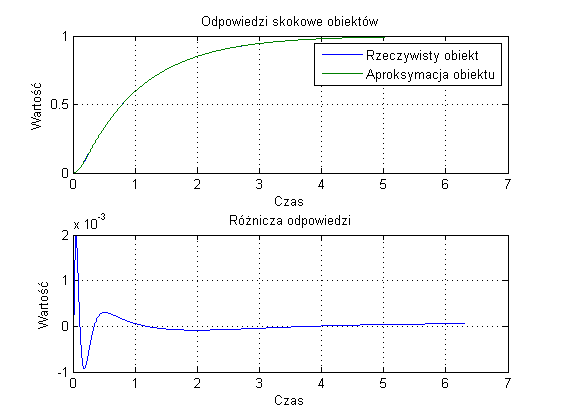 Odpowiedzi skokowe obiektów
1
0.5
0
Wartość
Rzeczywisty obiekt
Aproksymacja obiektu
0 1 2 3 4 5 6 7
Czas
Różnicza odpowiedzi
x 10-3
2
1
0
-1
Wartość
0 1 2 3 4 5 6 7
Czas